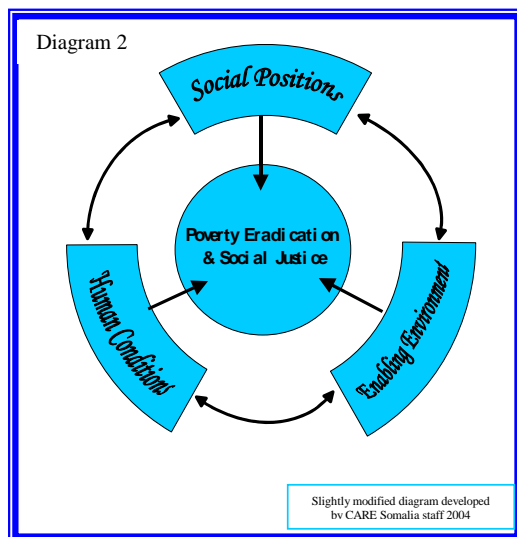 Diagram 2
Social Positions
Poverty Eradication
& Social Justice
Human Conditions
Enabling Environment
Slightly modified diagram developed
by CARE Somalia staff 2004